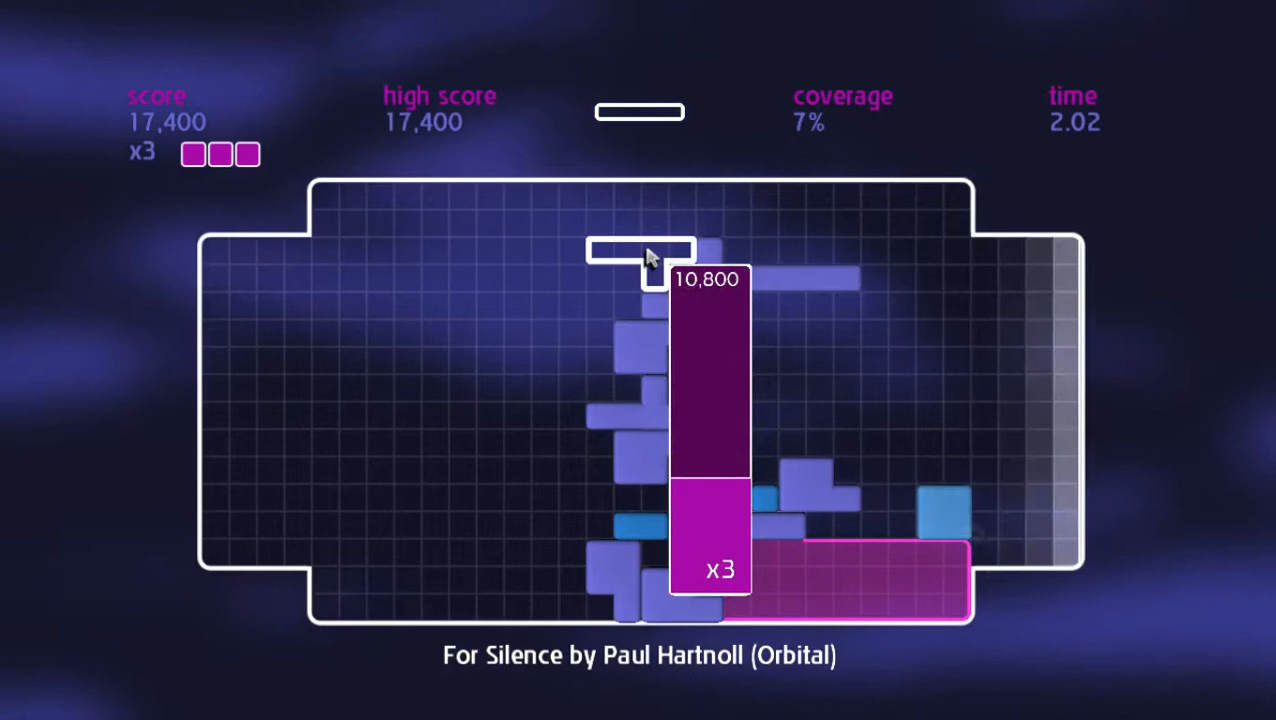 score
17,400
x3
high score
17,400
coverage
7%
time
2.02
10,800
x3
For Silence by Paul Hartnoll (Orbital)